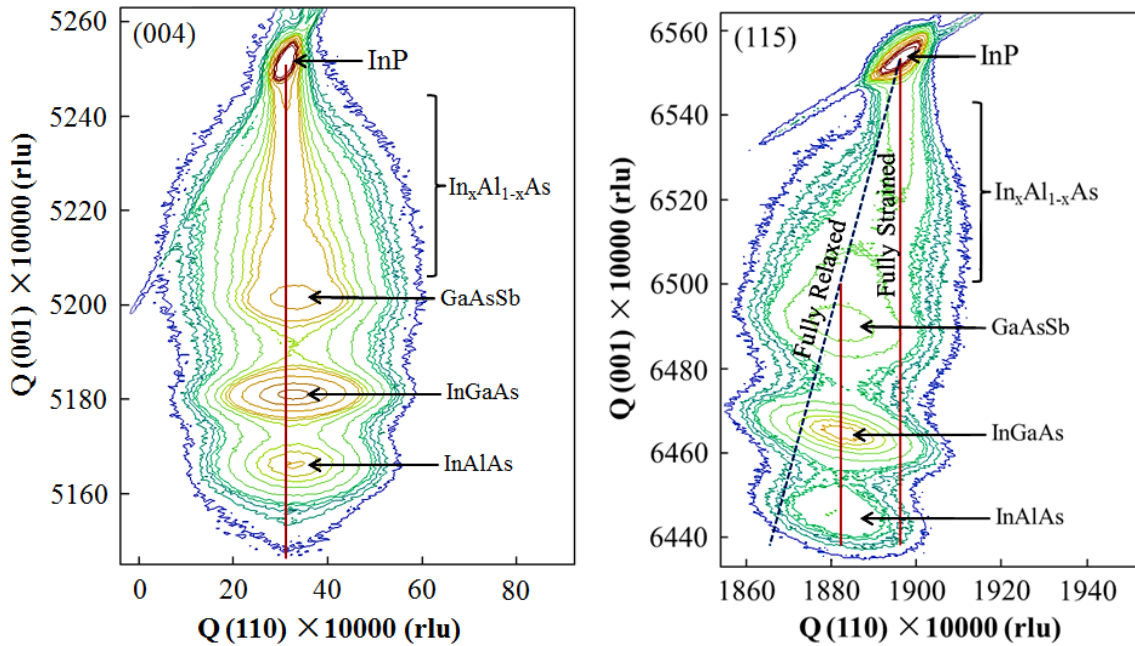 (004)
InP
InₓAl₁₋ₓAs
GaAsSb
InGaAs
InAlAs
5260
5240
5220
5200
5180
5160
Q (001) ×10000 (rlu)
0
20
40
60
80
Q (110) ×10000 (rlu)
(115)
InP
InₓAl₁₋ₓAs
GaAsSb
InGaAs
InAlAs
Fully Relaxed
Fully Strained
6560
6540
6520
6500
6480
6460
6440
Q (001) ×10000 (rlu)
1860
1880
1900
1920
1940
Q (110) ×10000 (rlu)